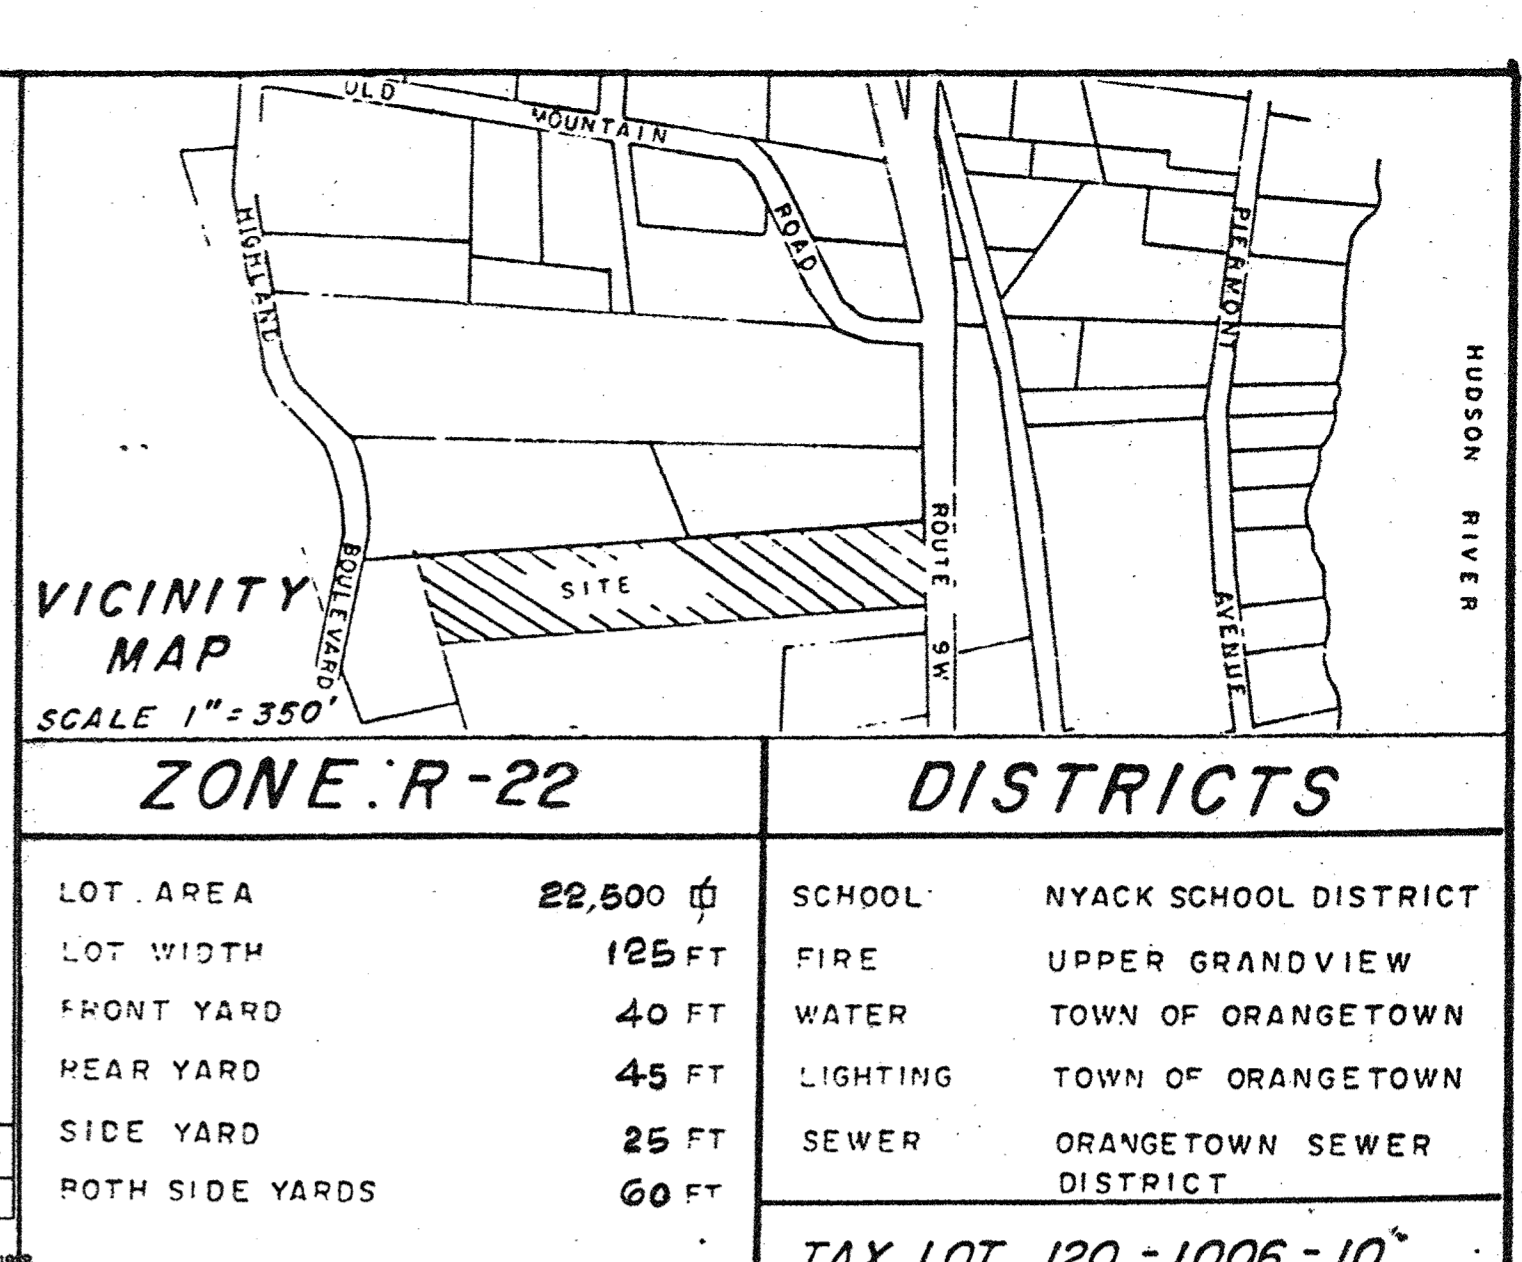 OLD
MOUNTAIN
ROAD
HIGHLAND
BOULEVARD
PIERMONT
AVENUE
HUDSON RIVER
ROUTE 9W
SITE
VICINITY
MAP
SCALE 1"=350'
ZONE: R-22
LOT AREA 22,500
LOT WIDTH 125 FT
FRONT YARD 40 FT
REAR YARD 45 FT
SIDE YARD 25 FT
BOTH SIDE YARDS 60 FT
DISTRICTS
SCHOOL NYACK SCHOOL DISTRICT
FIRE UPPER GRANDVIEW
WATER TOWN OF ORANGETOWN
LIGHTING TOWN OF ORANGETOWN
SEWER ORANGETOWN SEWER
DISTRICT
TAX LOT 120-1006-10